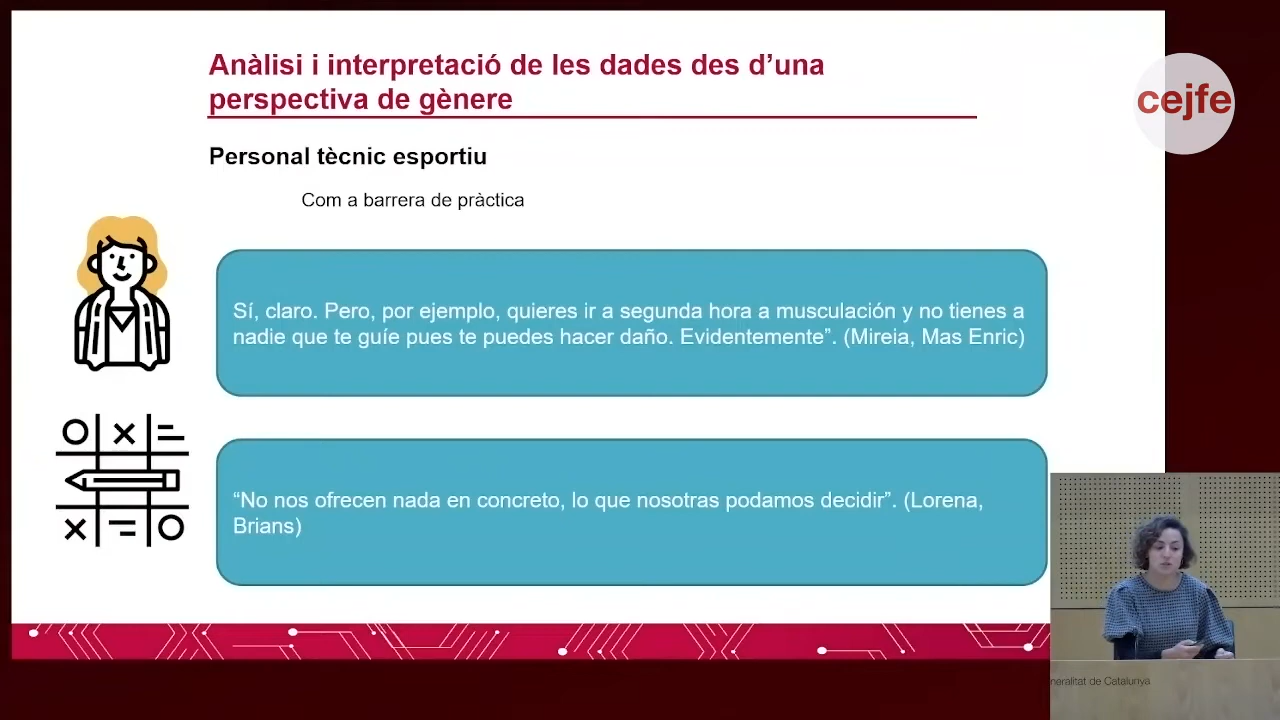 Anàlisi i interpretació de les dades des d’una
perspectiva de gènere
cejfe
Personal tècnic esportiu
Com a barrera de pràctica
Sí, claro. Pero, por ejemplo, quieres ir a segunda hora a musculación y no tienes a
nadie que te guíe pues te puedes hacer daño. Evidentemente”. (Mireia, Mas Enric)
“No nos ofrecen nada en concreto, lo que nosotras podamos decidir”. (Lorena,
Brians)
neralitat de Catalunya